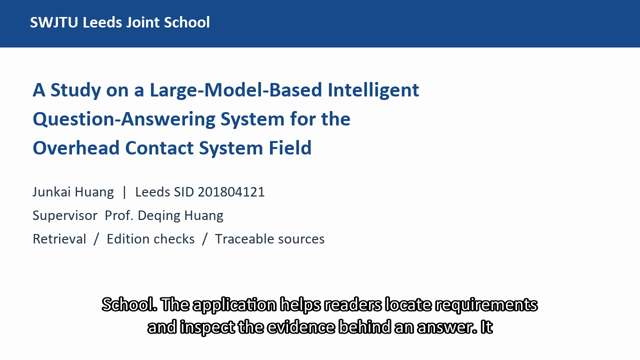 SWJTU Leeds Joint School
A Study on a Large-Model-Based Intelligent
Question-Answering System for the
Overhead Contact System Field
Junkai Huang | Leeds SID 201804121
Supervisor Prof. Deqing Huang
Retrieval / Edition checks / Traceable sources
School. The application helps readers locate requirements
and inspect the evidence behind an answer. It